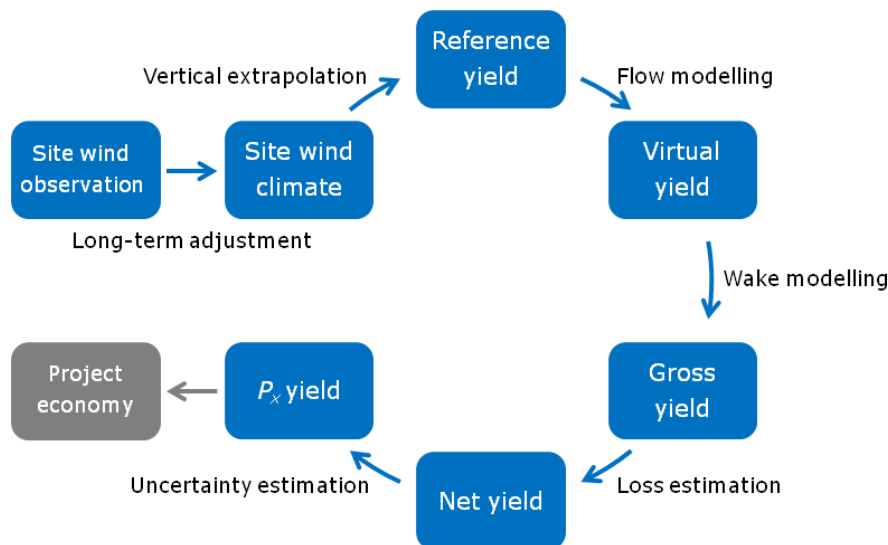 Reference
yield
Vertical extrapolation
Flow modelling
Site wind
observation
Site wind
climate
Virtual
yield
Long-term adjustment
Wake modelling
Project
economy
Px yield
Gross
yield
Uncertainty estimation
Net yield
Loss estimation